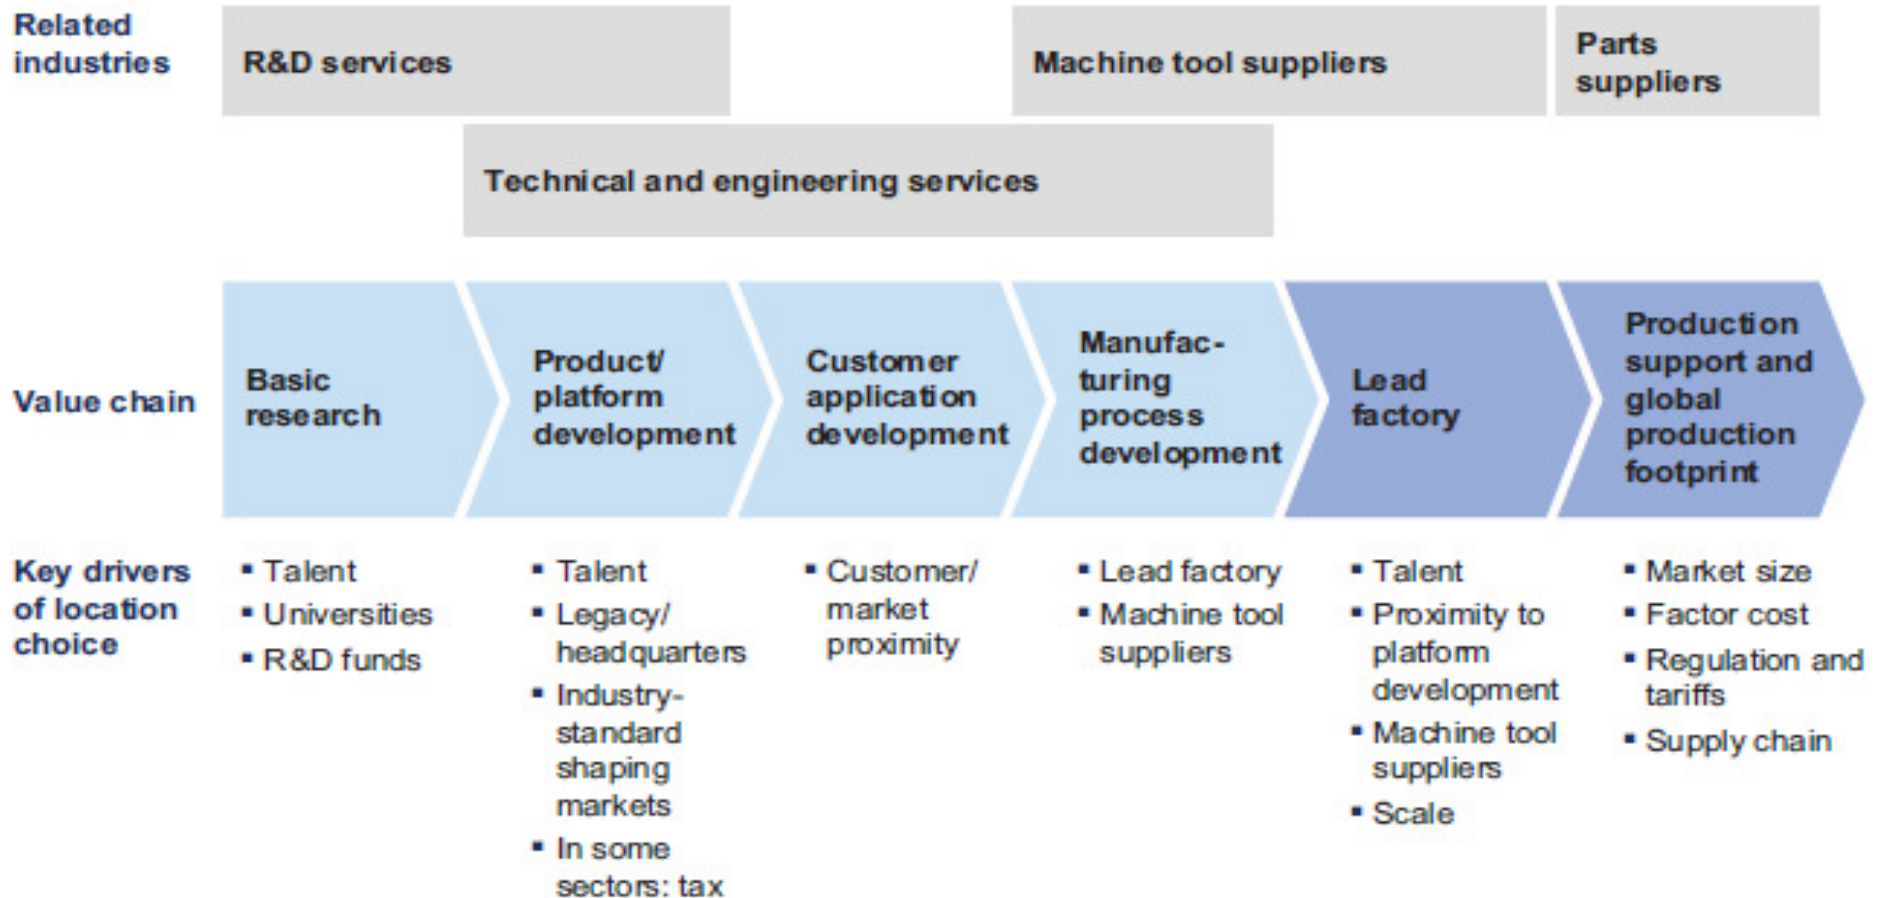 Related
industries
R&D services
Machine tool suppliers
Parts
suppliers
Technical and engineering services
Value chain
Basic
research
Product/
platform
development
Customer
application
development
Manufac-
turing
process
development
Lead
factory
Production
support and
global
production
footprint
Key drivers
of location
choice
▪ Talent
▪ Universities
▪ R&D funds
▪ Talent
▪ Legacy/
headquarters
▪ Industry-
standard
shaping
markets
▪ In some
sectors: tax
▪ Customer/
market
proximity
▪ Lead factory
▪ Machine tool
suppliers
▪ Talent
▪ Proximity to
platform
development
▪ Machine tool
suppliers
▪ Scale
▪ Market size
▪ Factor cost
▪ Regulation and
tariffs
▪ Supply chain